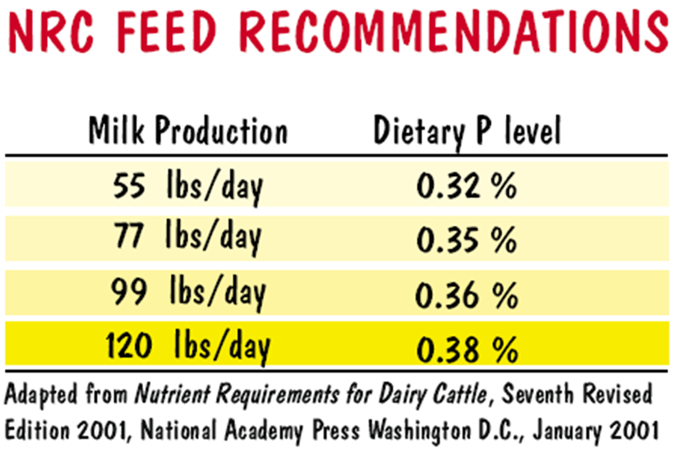 NRC FEED RECOMMENDATIONS
Milk Production Dietary P level
55 lbs/day 0.32 %
77 lbs/day 0.35 %
99 lbs/day 0.36 %
120 lbs/day 0.38 %
Adapted from Nutrient Requirements for Dairy Cattle, Seventh Revised
Edition 2001, National Academy Press Washington D.C., January 2001